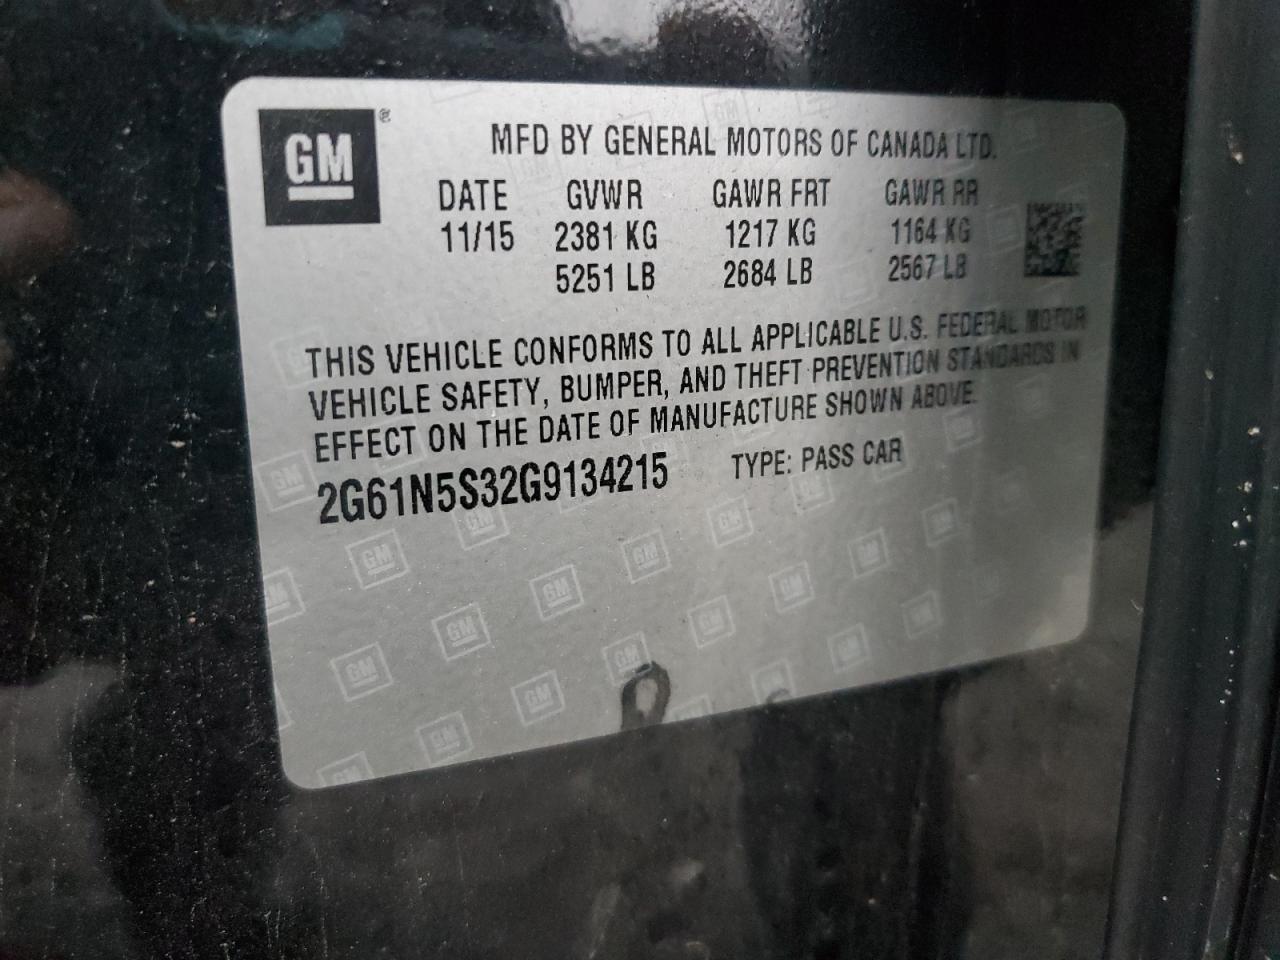 GM®
MFD BY GENERAL MOTORS OF CANADA LTD.
DATE GVWR GAWR FRT GAWR RR
11/15 2381 KG 1217 KG 1164 KG
5251 LB 2684 LB 2567 LB
THIS VEHICLE CONFORMS TO ALL APPLICABLE U.S. FEDERAL MOTOR
VEHICLE SAFETY, BUMPER, AND THEFT PREVENTION STANDARDS IN
EFFECT ON THE DATE OF MANUFACTURE SHOWN ABOVE.
2G61N5S32G9134215 TYPE: PASS CAR